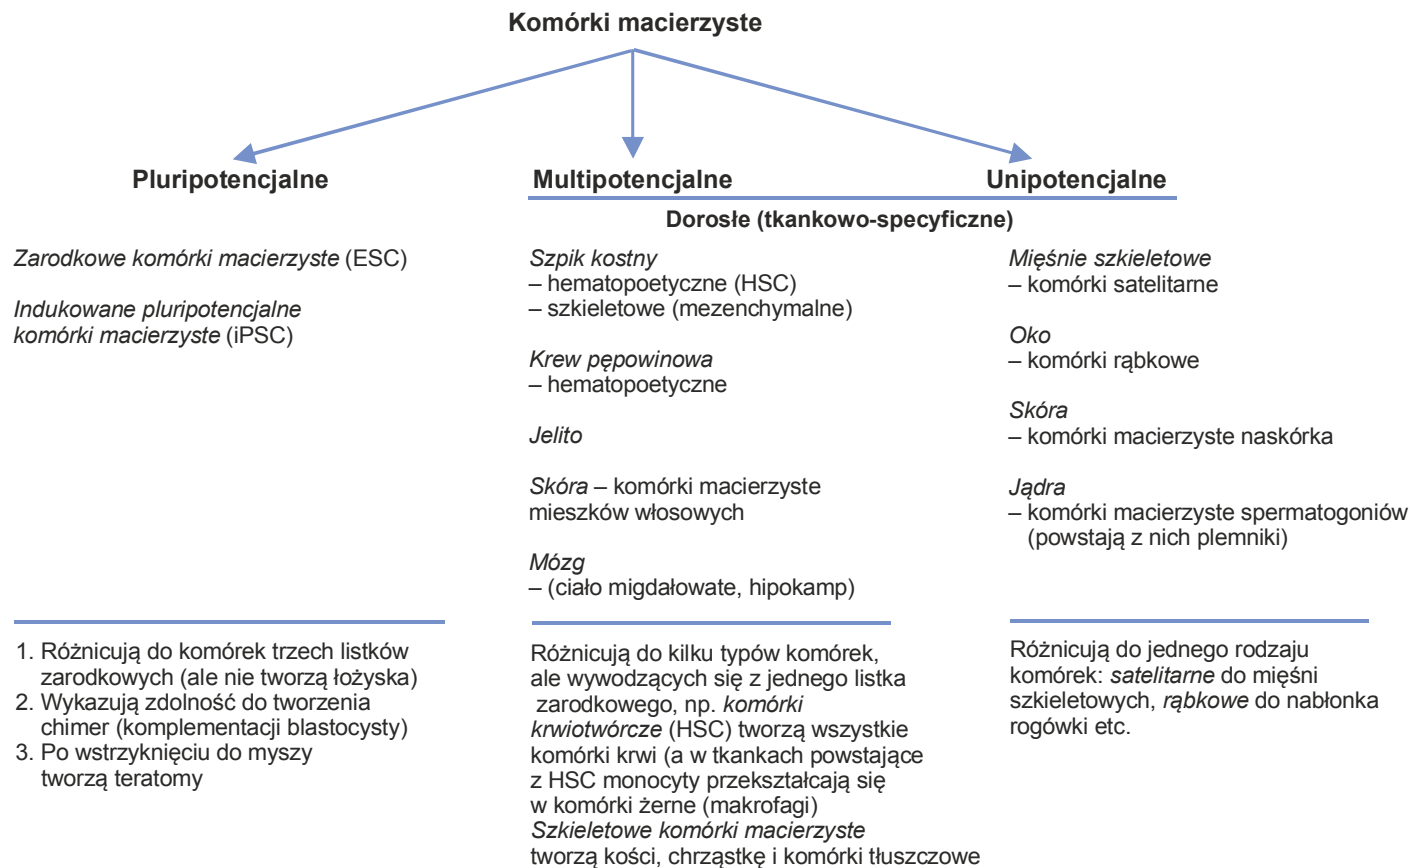 Komórki macierzyste
Pluripotencjalne
Zarodkowe komórki macierzyste (ESC)
Indukowane pluripotencjalne
komórki macierzyste (iPSC)
1. Różnicują do komórek trzech listków
zarodkowych (ale nie tworzą łożyska)
2. Wykazują zdolność do tworzenia
chimer (komplementacji blastocysty)
3. Po wstrzyknięciu do myszy
tworzą teratomy
Multipotencjalne
Unipotencjalne
Dorosłe (tkankowo-specyficzne)
Szpik kostny
– hematopoetyczne (HSC)
– szkieletowe (mezenchymalne)
Krew pępowinowa
– hematopoetyczne
Jelito
Skóra – komórki macierzyste
mieszków włosowych
Mózg
– (ciało migdałowate, hipokamp)
Różnicują do kilku typów komórek,
ale wywodzących się z jednego listka
zarodkowego, np. komórki
krwiotwórcze (HSC) tworzą wszystkie
komórki krwi (a w tkankach powstające
z HSC monocyty przekształcają się
w komórki żerne (makrofagi)
Szkieletowe komórki macierzyste
tworzą kości, chrząstkę i komórki tłuszczowe
Mięśnie szkieletowe
– komórki satelitarne
Oko
– komórki rąbkowe
Skóra
– komórki macierzyste naskórka
Jądra
– komórki macierzyste spermatogoniów
(powstają z nich plemniki)
Różnicują do jednego rodzaju
komórek: satelitarne do mięśni
szkieletowych, rąbkowe do nabłonka
rogówki etc.